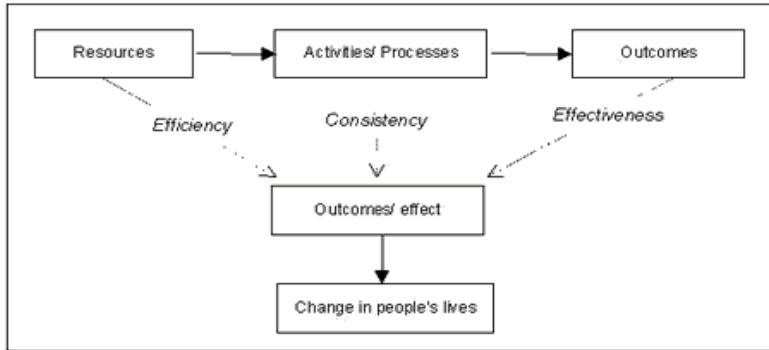 Resources
Activities/ Processes
Outcomes
Efficiency
Consistency
Effectiveness
Outcomes/ effect
Change in people's lives